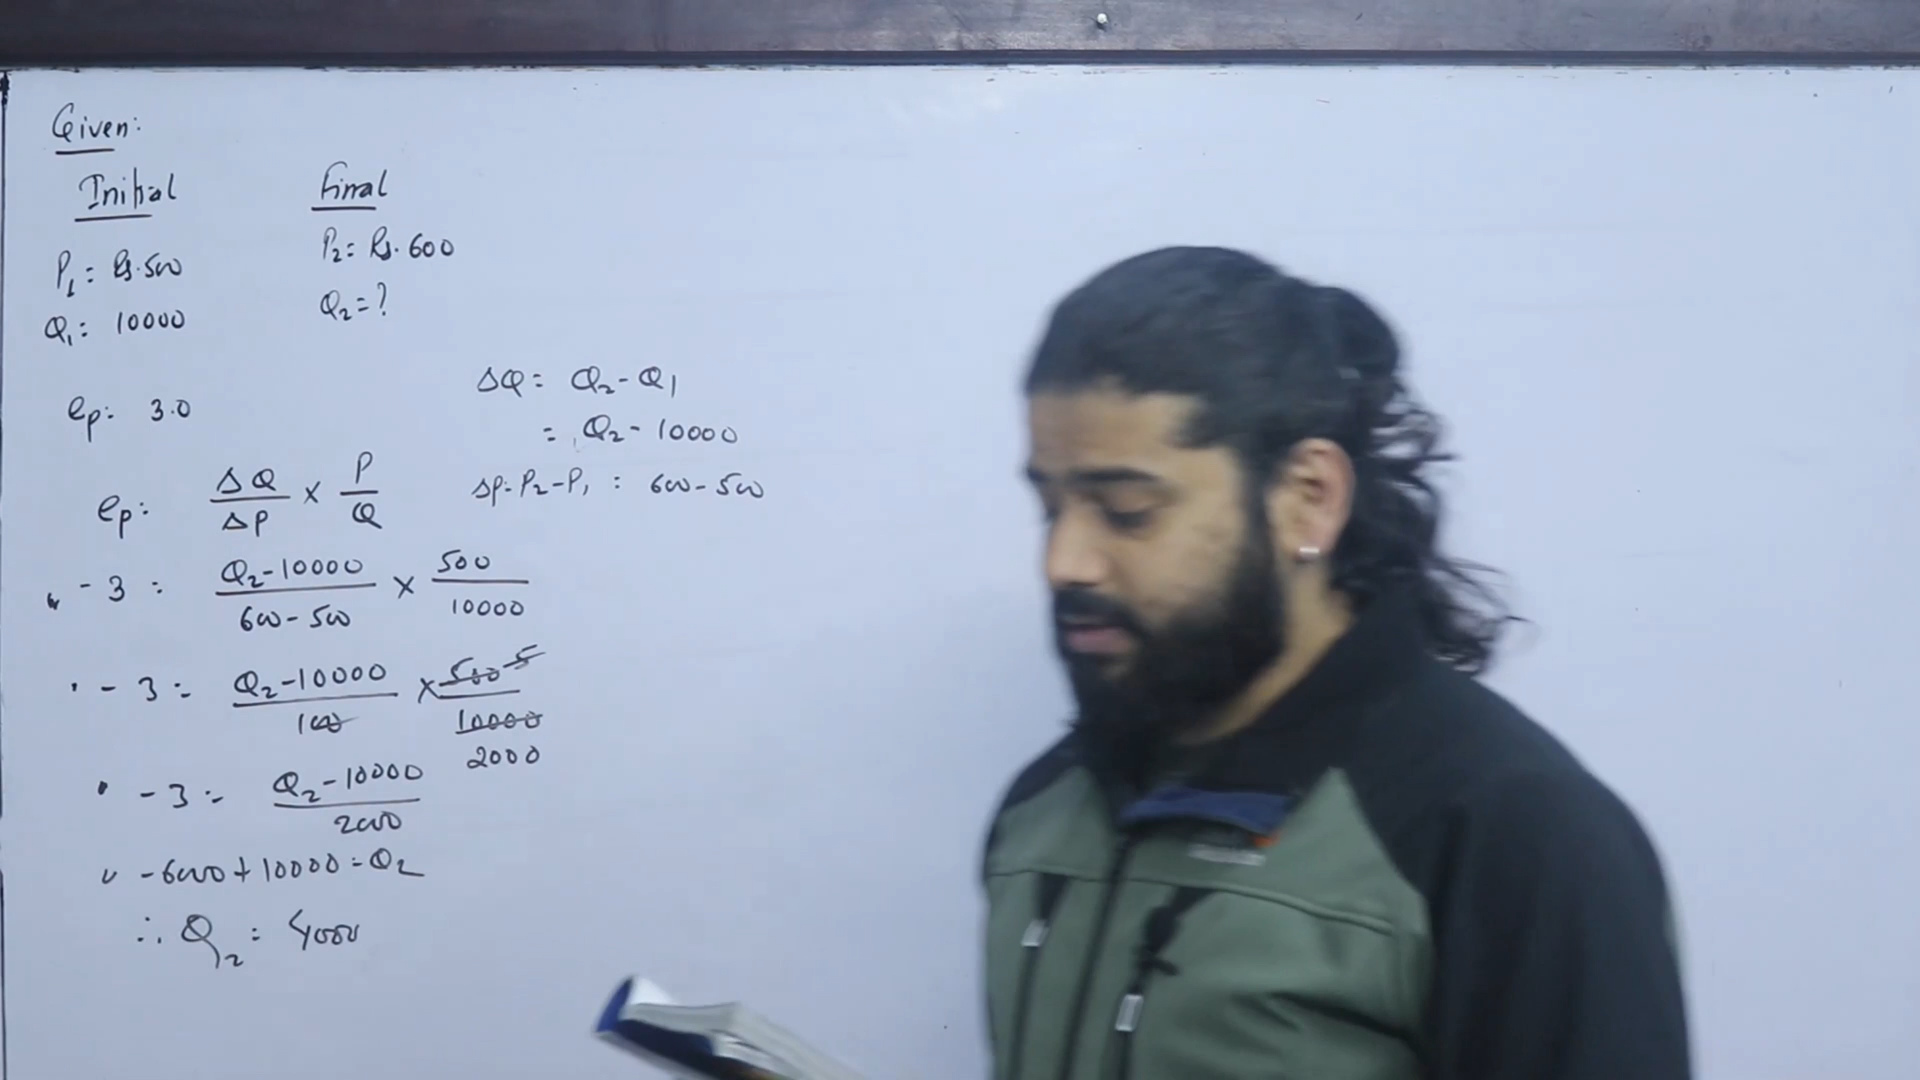 Given:
Initial
Final
P₁ = Rs. 500
P₂ = Rs. 600
Q₁ = 10000
Q₂ = ?
ep = 3.0
ΔQ = Q₂ - Q₁
= Q₂ - 10000
ΔP = P₂ - P₁ = 600 - 500
ep = ΔQ/ΔP × P/Q
-3 = Q₂-10000/600-500 × 500/10000
-3 = Q₂-10000/100 × 500 5/10000 2000
-3 = Q₂-10000/2000
-6000 + 10000 = Q₂
∴ Q₂ = 4000